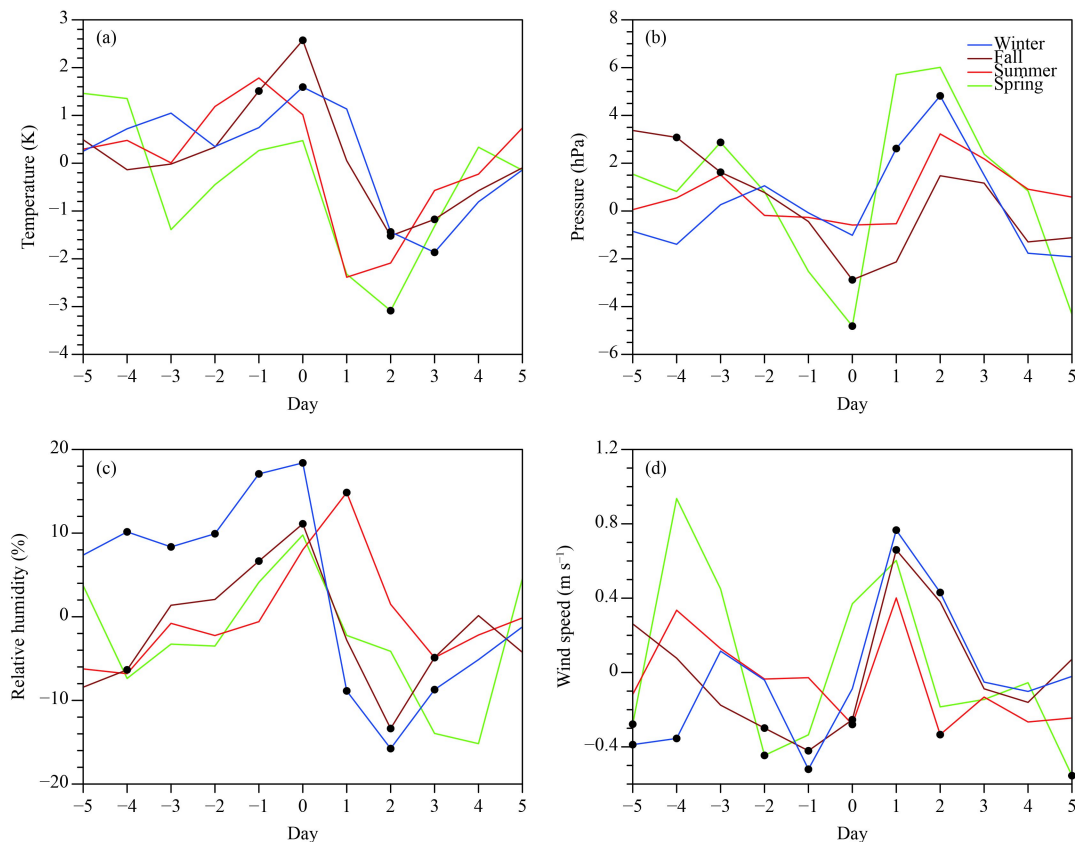 (a)
3
2
1
0
−1
−2
−3
−4
Temperature (K)
−5 −4 −3 −2 −1 0 1 2 3 4 5
Day
(b)
Winter
Fall
Summer
Spring
8
6
4
2
0
−2
−4
−6
Pressure (hPa)
−5 −4 −3 −2 −1 0 1 2 3 4 5
Day
(c)
20
10
0
−10
−20
Relative humidity (%)
−5 −4 −3 −2 −1 0 1 2 3 4 5
Day
(d)
1.2
0.8
0.4
0
−0.4
Wind speed (m s⁻¹)
−5 −4 −3 −2 −1 0 1 2 3 4 5
Day